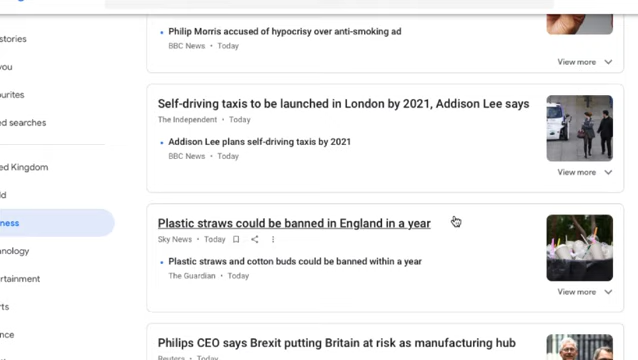 Philip Morris accused of hypocrisy over anti-smoking ad
BBC News • Today
View more
stories
you
ourites
ed searches
ed Kingdom
ld
ness
nology
rtainment
rts
nce
Self-driving taxis to be launched in London by 2021, Addison Lee says
The Independent • Today
Addison Lee plans self-driving taxis by 2021
BBC News • Today
View more
Plastic straws could be banned in England in a year
Sky News • Today
Plastic straws and cotton buds could be banned within a year
The Guardian • Today
View more
Philips CEO says Brexit putting Britain at risk as manufacturing hub
Reuters • Today